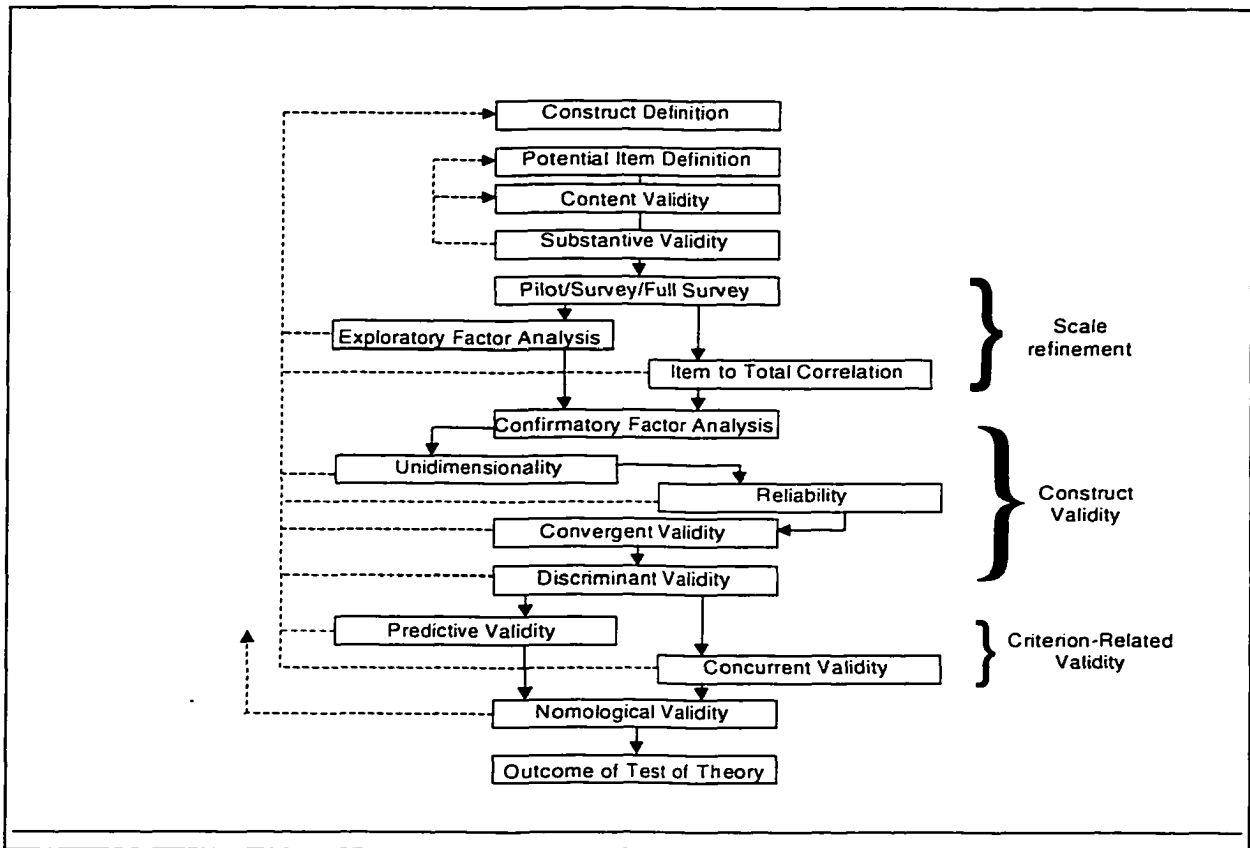 Construct Definition
Potential Item Definition
Content Validity
Substantive Validity
Pilot/Survey/Full Survey
Exploratory Factor Analysis
Item to Total Correlation
Scale
refinement
Confirmatory Factor Analysis
Unidimensionality
Reliability
Convergent Validity
Discriminant Validity
Construct
Validity
Predictive Validity
Concurrent Validity
Criterion-Related
Validity
Nomological Validity
Outcome of Test of Theory